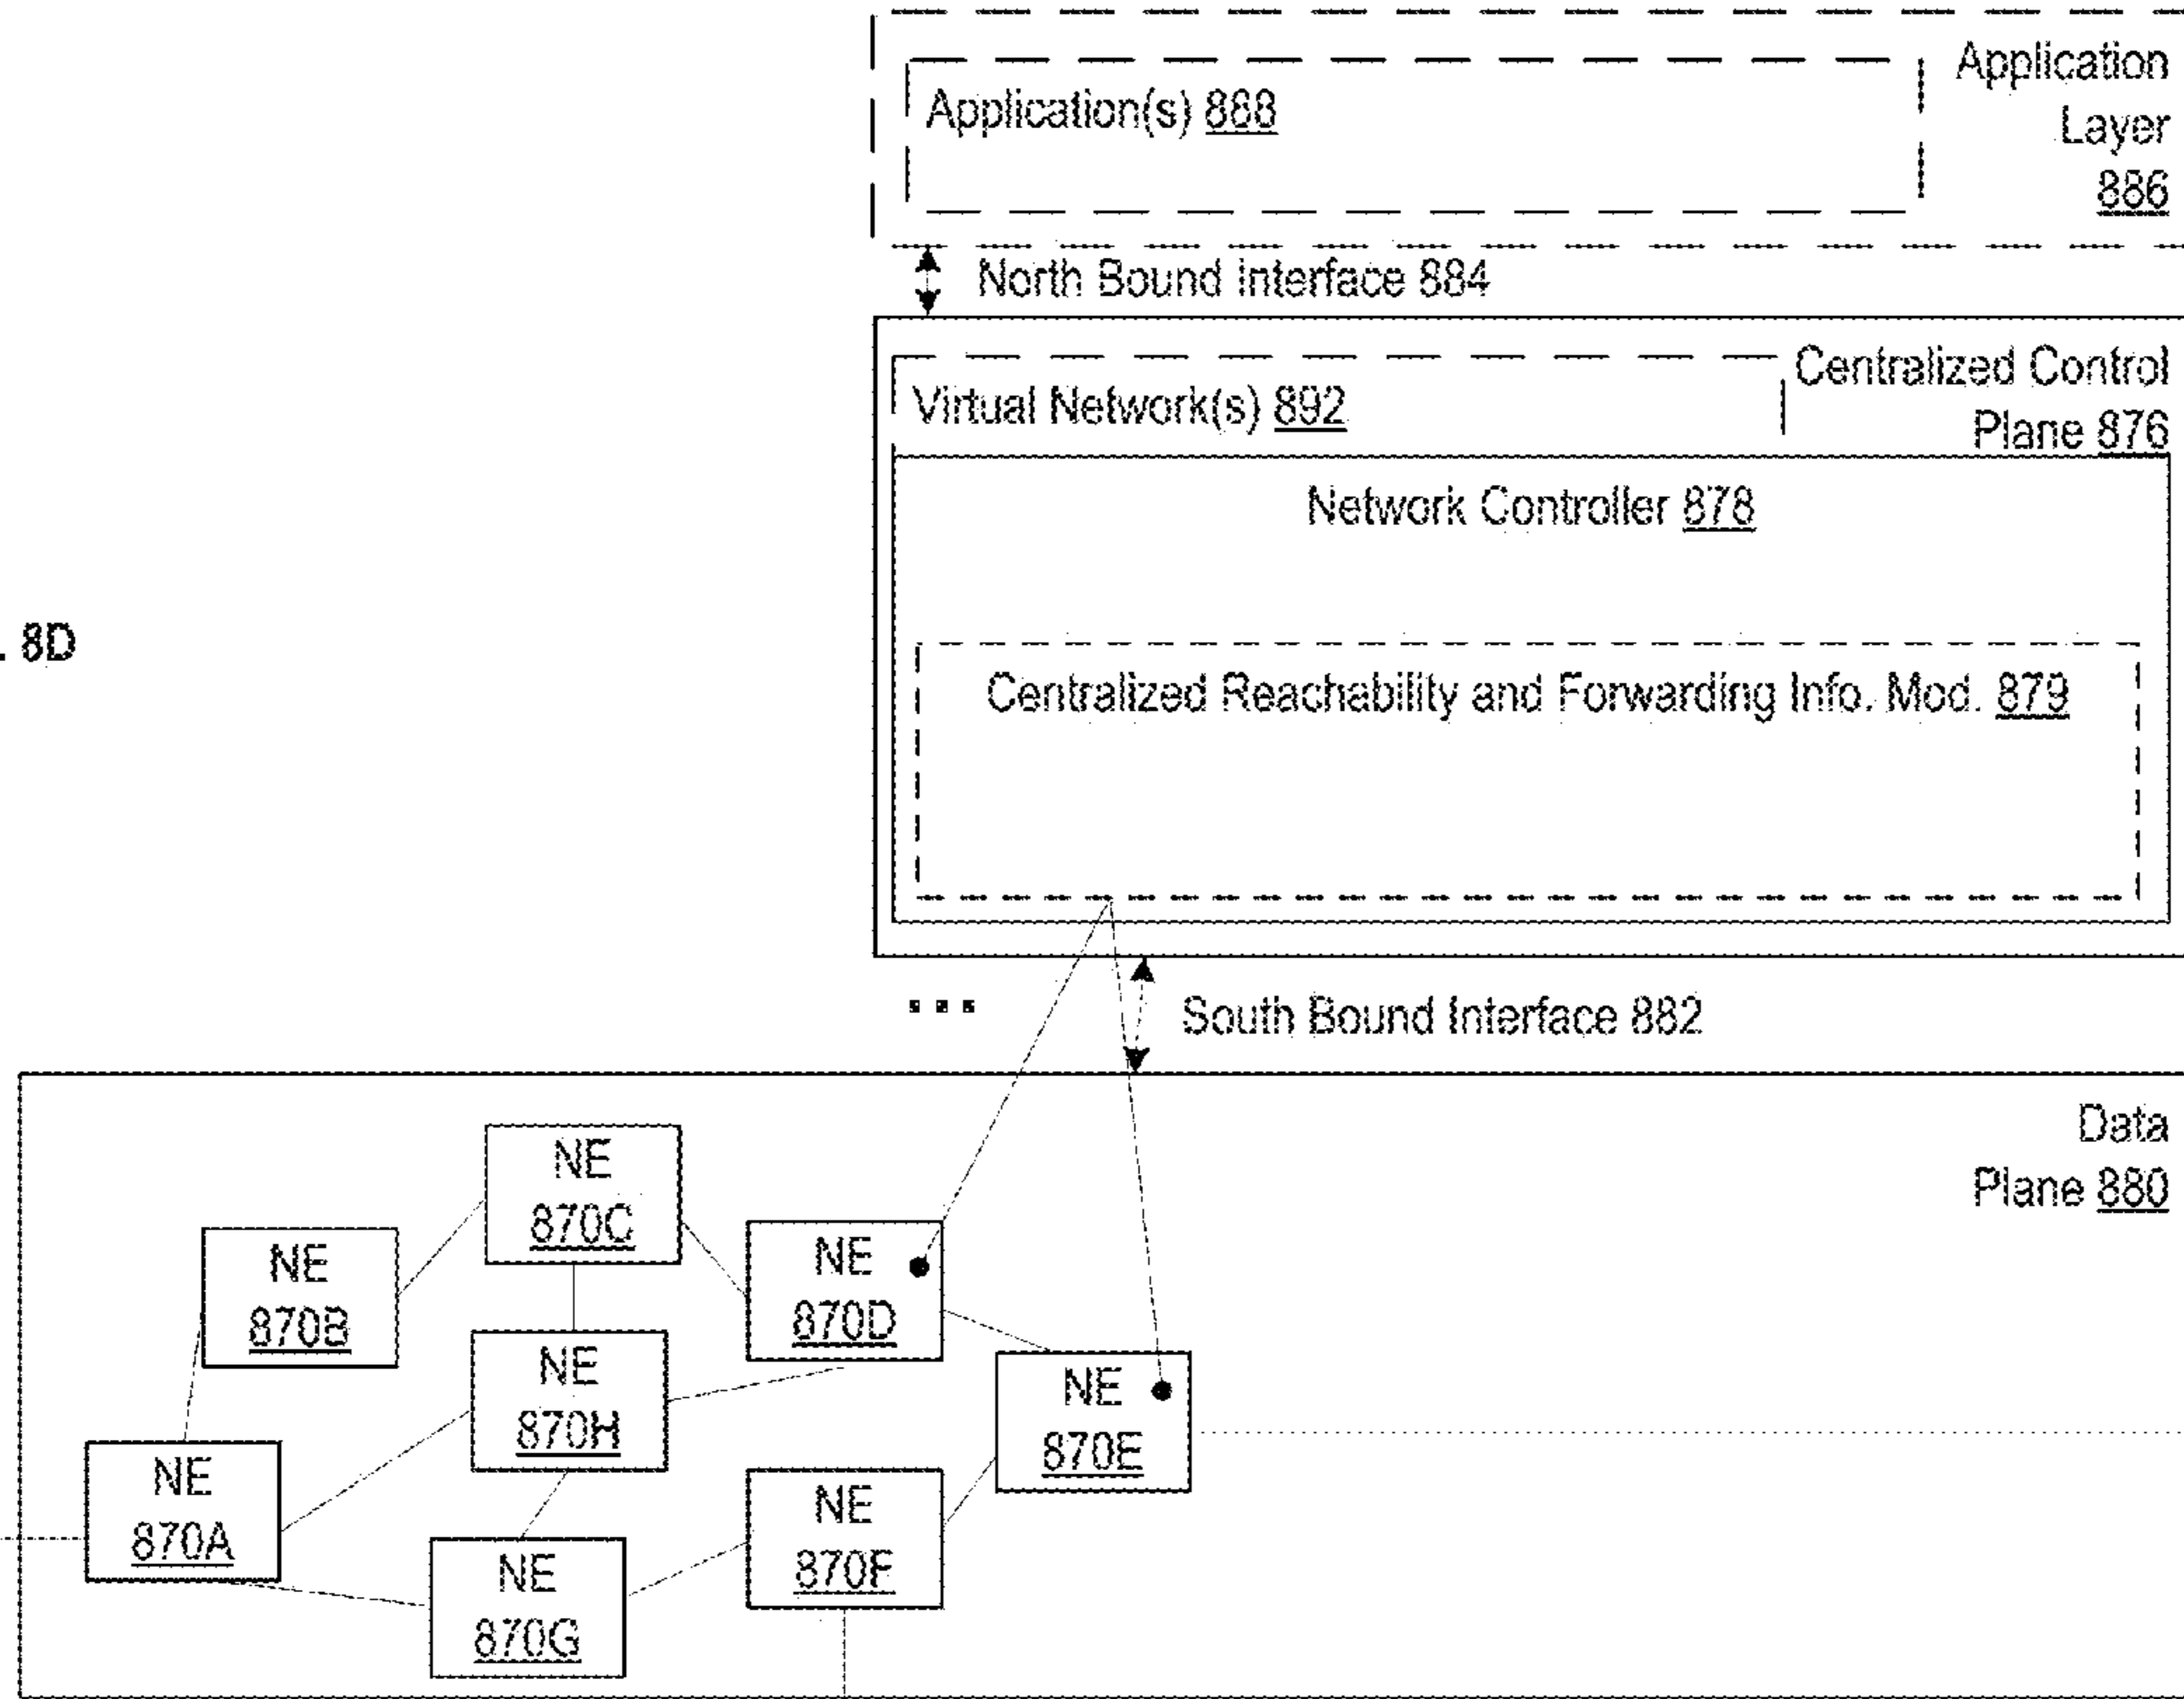 Application
Layer
886
Application(s) 888
North Bound Interface 884
Centralized Control
Plane 876
Virtual Network(s) 892
Network Controller 878
. 8D
Centralized Reachability and Forwarding Info. Mod. 879
...
South Bound Interface 882
Data
Plane 880
NE
870C
NE
870B
NE
870D
NE
870H
NE
870E
NE
870A
NE
870F
NE
870G